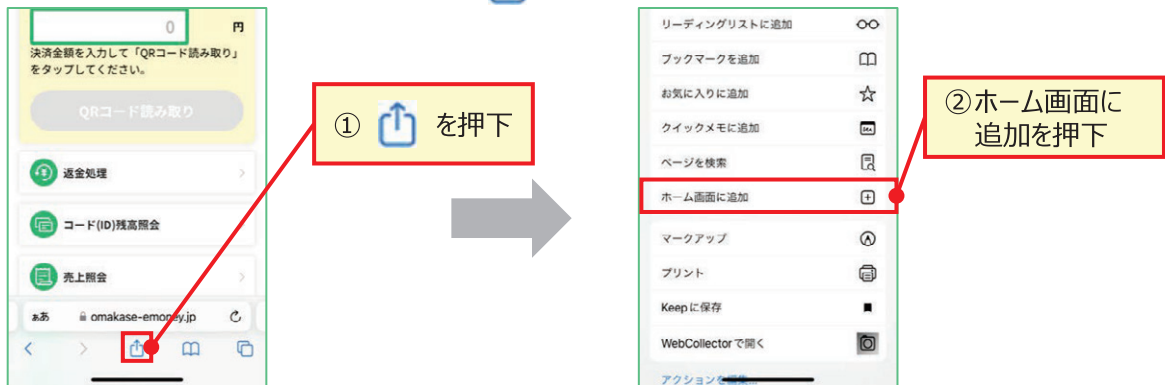 0 円
決済金額を入力して「QRコード読み取り」
をタップしてください。
QRコード読み取り
返金処理
コード(ID)残高照会
売上照会
ぁあ omakase-emoney.jp
① を押下
リーディングリストに追加
ブックマークを追加
お気に入りに追加
クイックメモに追加
ページを検索
ホーム画面に追加
マークアップ
プリント
Keepに保存
WebCollectorで開く
アクションを編集...
②ホーム画面に
追加を押下